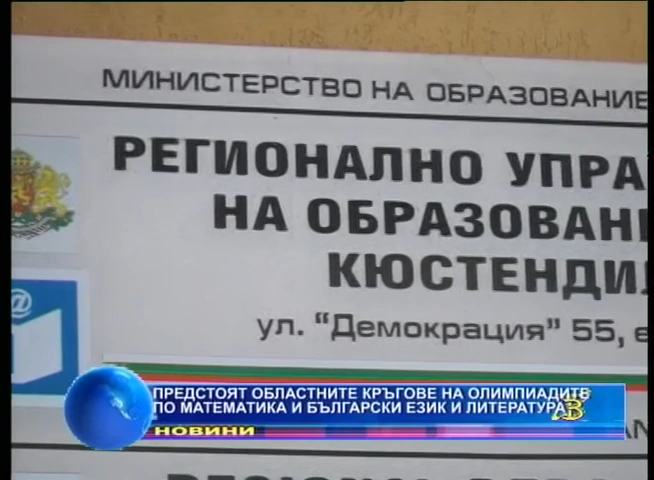 МИНИСТЕРСТВО НА ОБРАЗОВАНИЕ
РЕГИОНАЛНО УПРА
НА ОБРАЗОВАН
КЮСТЕНДИЛ
ул. "Демокрация" 55,
@
ПРЕДСТОЯТ ОБЛАСТНИТЕ КРЪГОВЕ НА ОЛИМПИАДИТЕ
ПО МАТЕМАТИКА И БЪЛГАРСКИ ЕЗИК И ЛИТЕРАТУРА
НОВИНИ